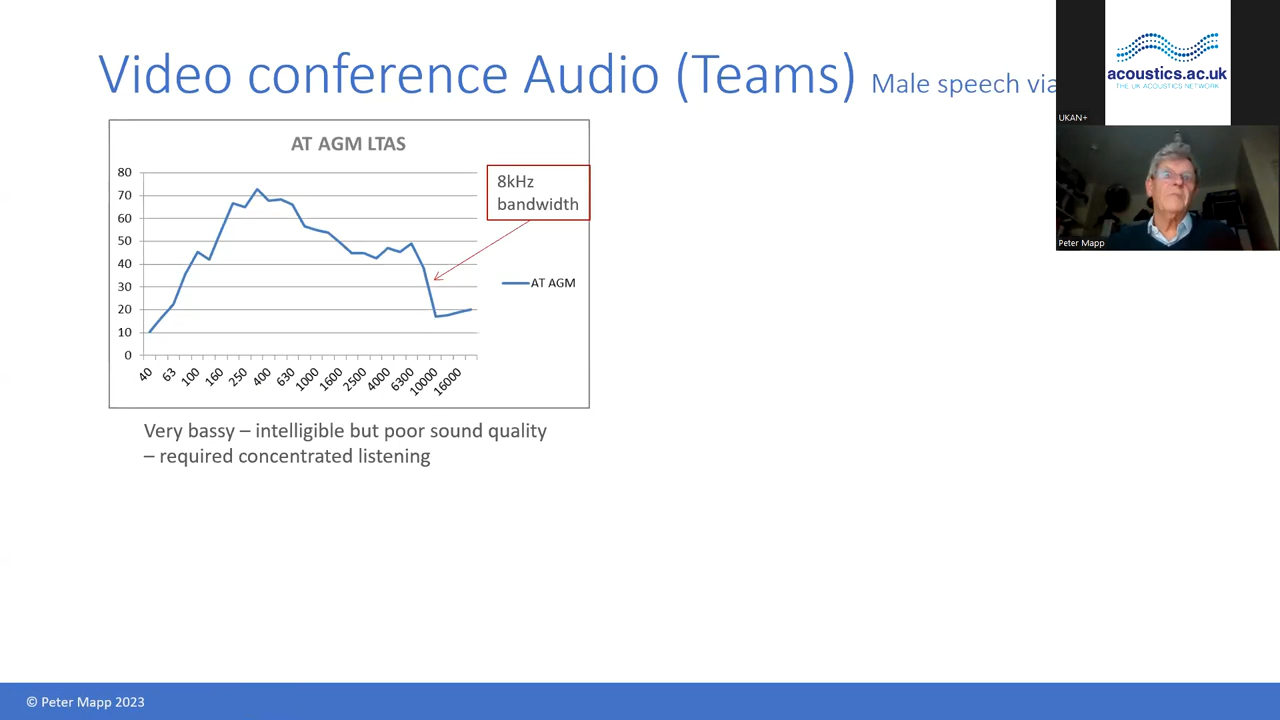 Video conference Audio (Teams) Male speech via
acoustics.ac.uk
THE UK ACOUSTICS NETWORK
UKAN+
Peter Mapp
AT AGM LTAS
80
70
60
50
40
30
20
10
0
40
63
100
160
250
400
630
1000
1600
2500
4000
6300
10000
16000
8kHz
bandwidth
AT AGM
Very bassy – intelligible but poor sound quality
– required concentrated listening
© Peter Mapp 2023